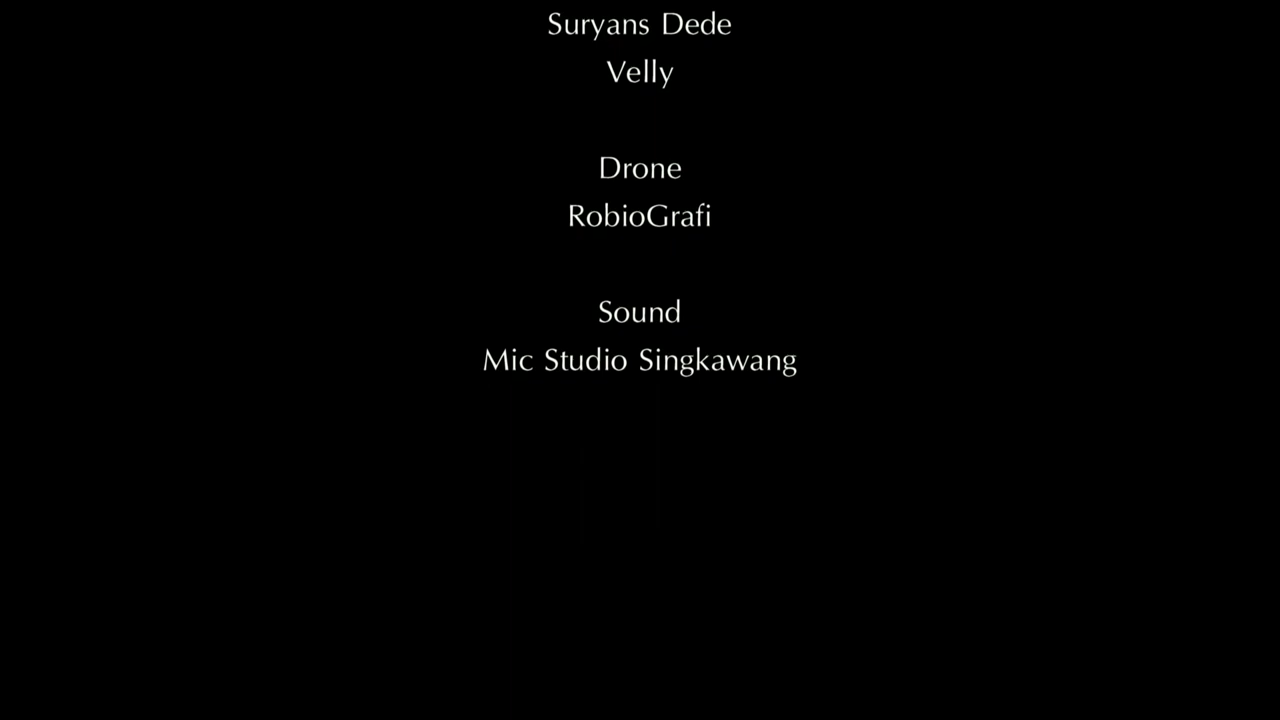 Suryans Dede
Velly
Drone
RobioGrafi
Sound
Mic Studio Singkawang